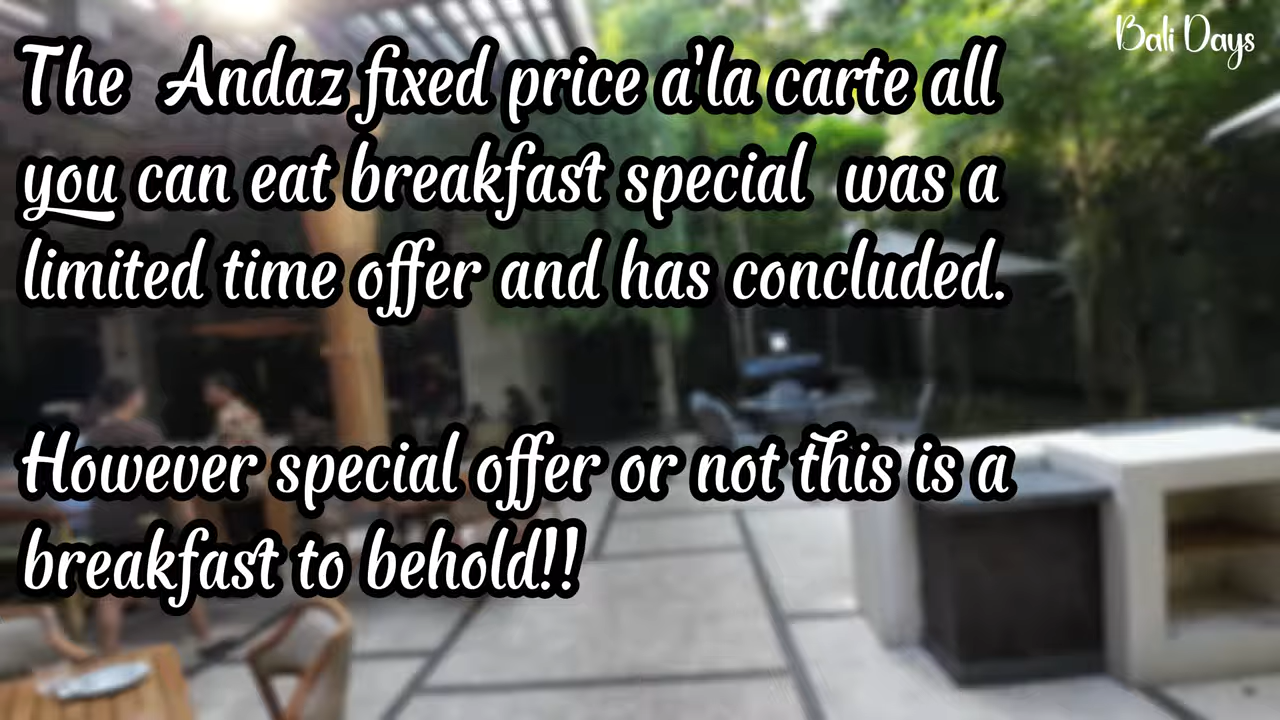 Bali Days
The Andaz fixed price a'la carte all
you can eat breakfast special was a
limited time offer and has concluded.
However special offer or not this is a
breakfast to behold!!